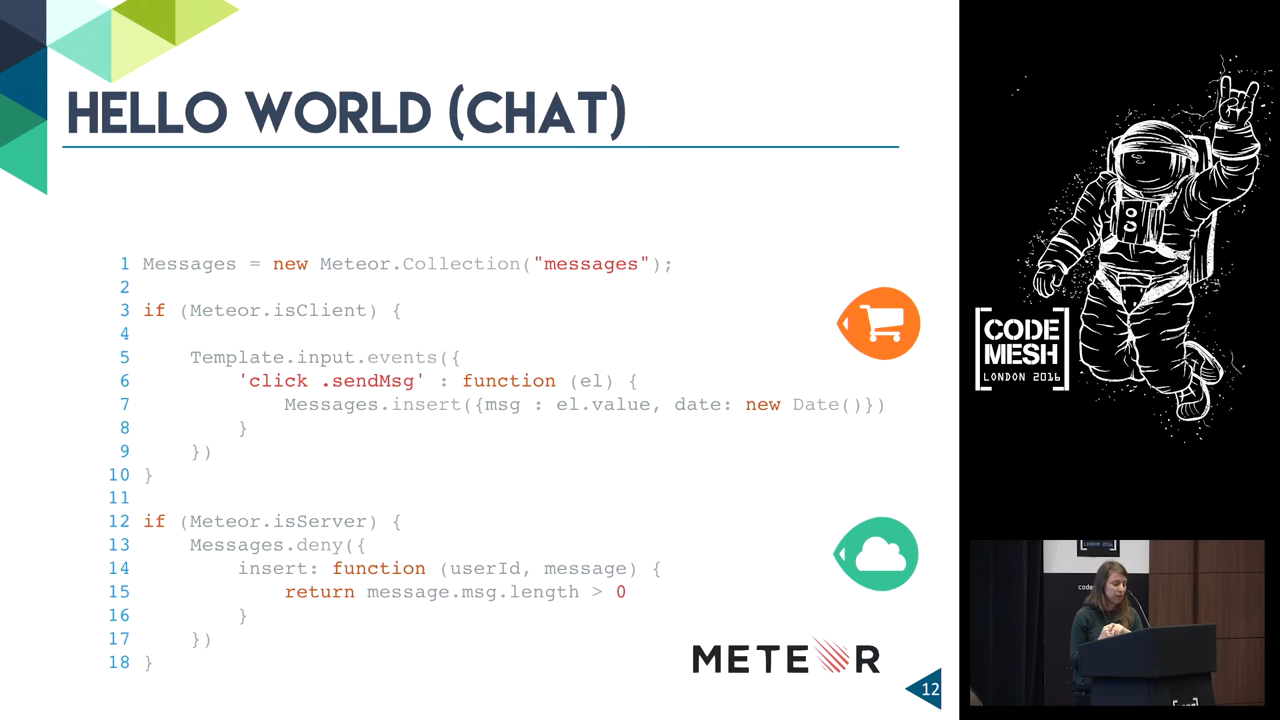 HELLO WORLD (CHAT)
1 Messages = new Meteor.Collection("messages");
2
3 if (Meteor.isClient) {
4
5 Template.input.events({
6 'click .sendMsg' : function (el) {
7 Messages.insert({msg : el.value, date: new Date()})
8 }
9 })
10 }
11
12 if (Meteor.isServer) {
13 Messages.deny({
14 insert: function (userId, message) {
15 return message.msg.length > 0
16 }
17 })
18 }
METEOR
12
CODE
MESH
LONDON 2016
code